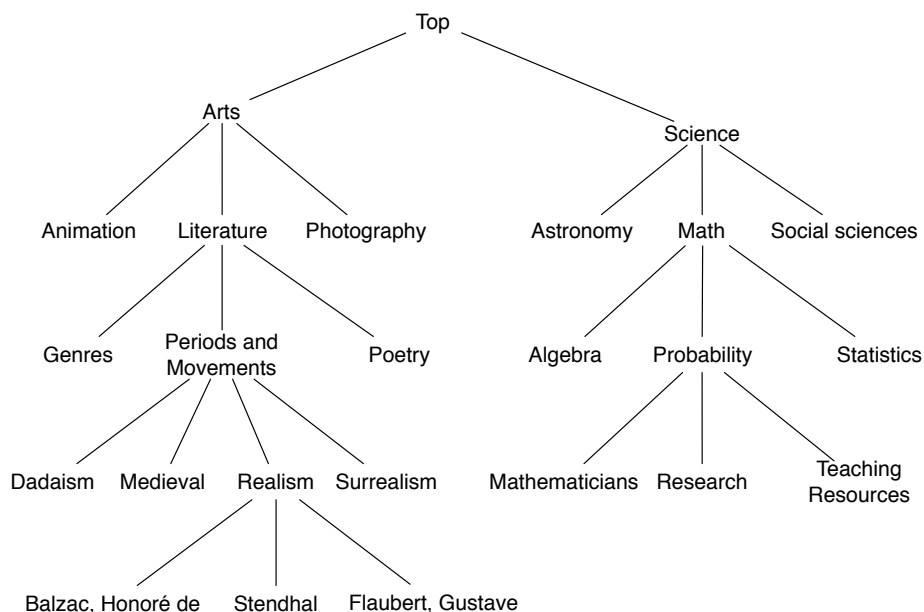 Top
Arts
Science
Animation
Literature
Photography
Astronomy
Math
Social sciences
Genres
Periods and
Movements
Poetry
Algebra
Probability
Statistics
Dadaism
Medieval
Realism
Surrealism
Mathematicians
Research
Teaching
Resources
Balzac, Honoré de
Stendhal
Flaubert, Gustave